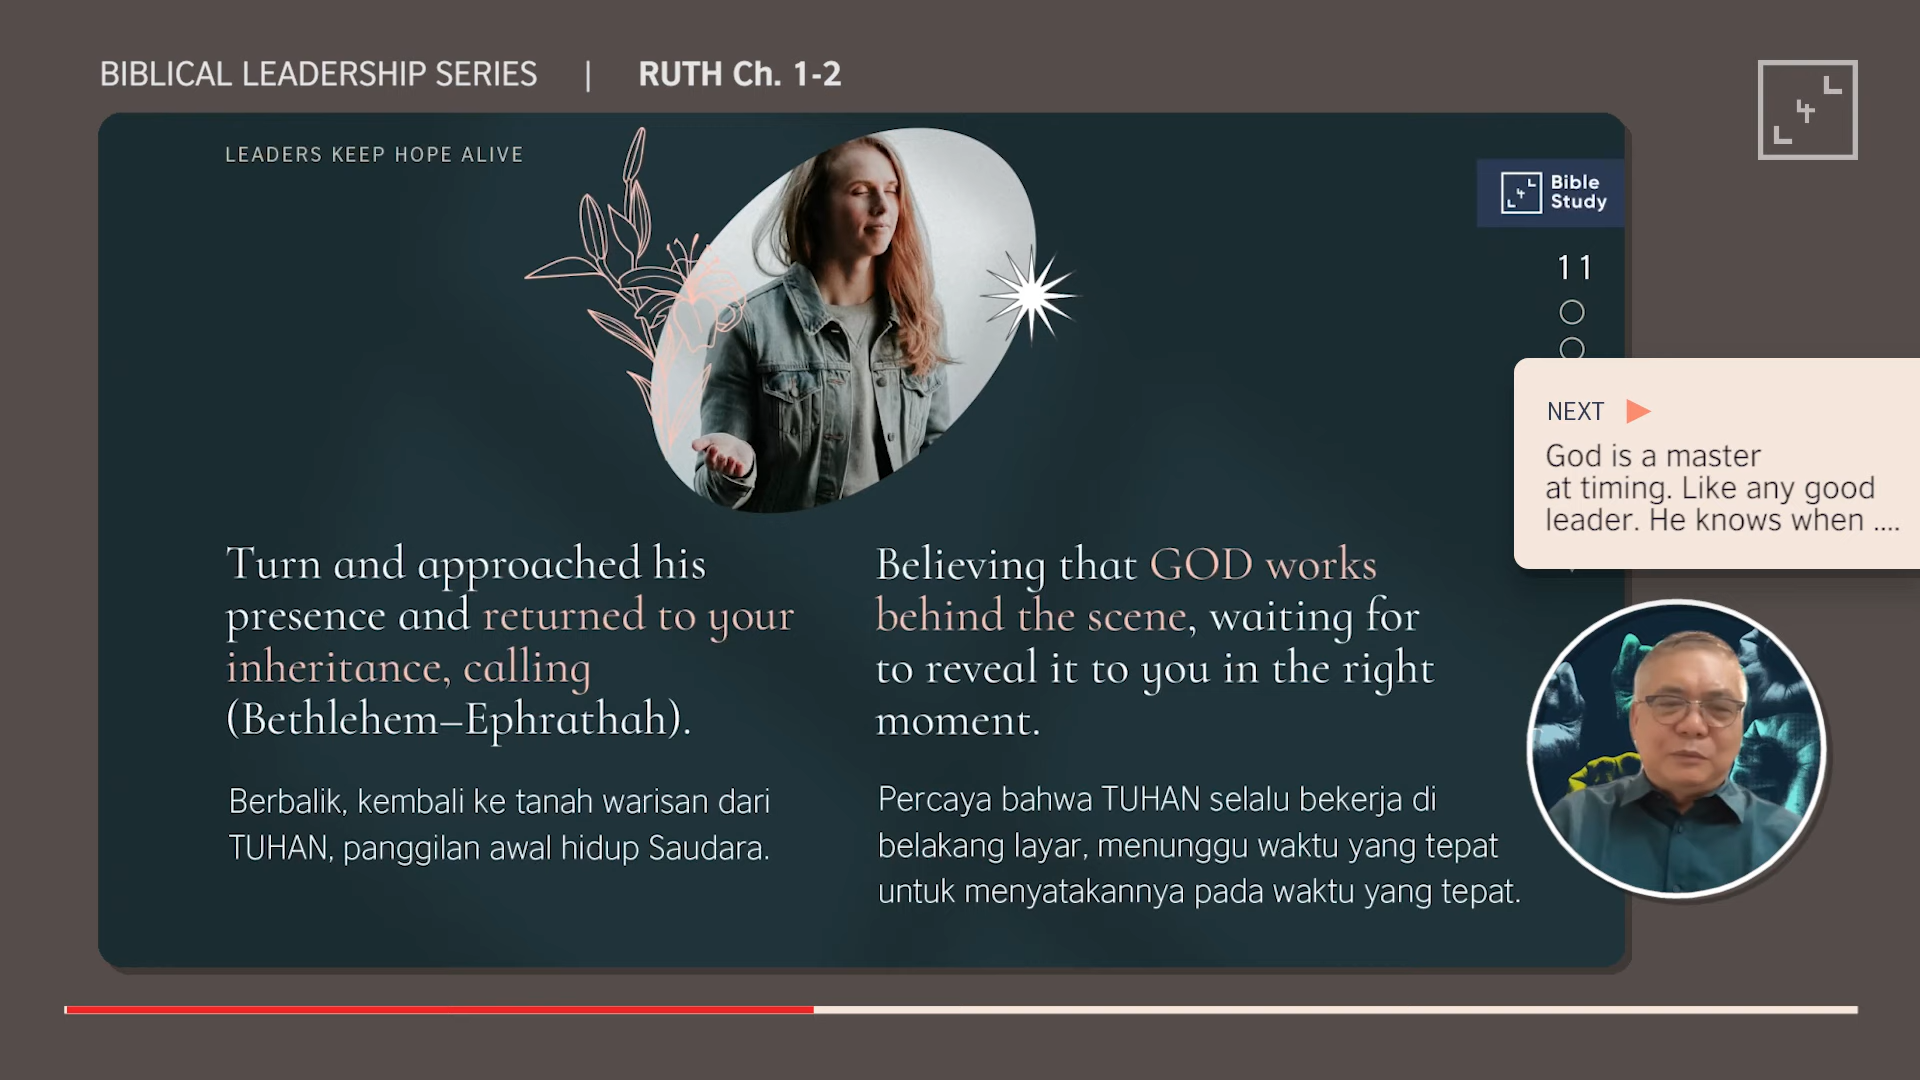 BIBLICAL LEADERSHIP SERIES | RUTH Ch. 1-2
LEADERS KEEP HOPE ALIVE
Bible
Study
11
NEXT
God is a master
at timing. Like any good
leader. He knows when ....
Turn and approached his
presence and returned to your
inheritance, calling
(Bethlehem–Ephrathah).
Berbalik, kembali ke tanah warisan dari
TUHAN, panggilan awal hidup Saudara.
Believing that GOD works
behind the scene, waiting for
to reveal it to you in the right
moment.
Percaya bahwa TUHAN selalu bekerja di
belakang layar, menunggu waktu yang tepat
untuk menyatakannya pada waktu yang tepat.